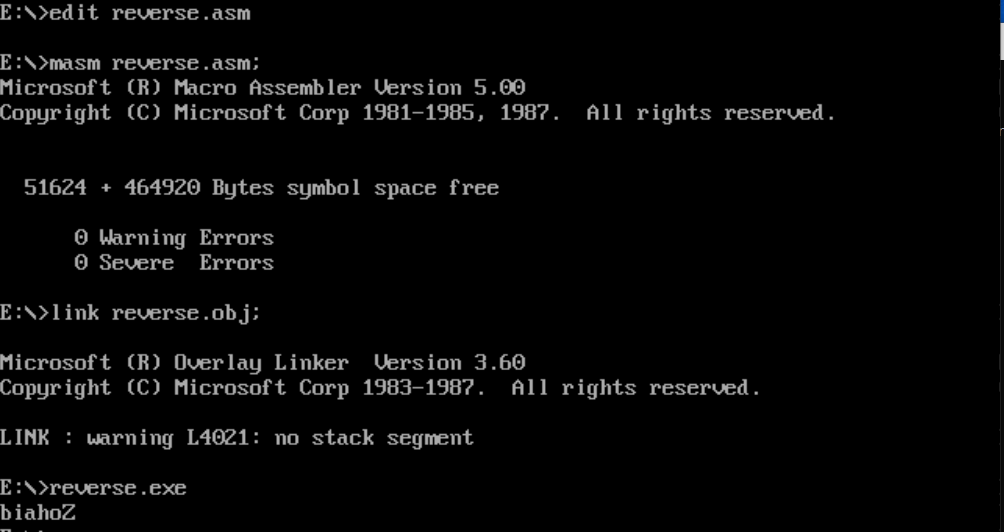 E:\>edit reverse.asm
E:\>masm reverse.asm;
Microsoft (R) Macro Assembler Version 5.00
Copyright (C) Microsoft Corp 1981-1985, 1987.  All rights reserved.
51624 + 464920 Bytes symbol space free
0 Warning Errors
0 Severe  Errors
E:\>link reverse.obj;
Microsoft (R) Overlay Linker  Version 3.60
Copyright (C) Microsoft Corp 1983-1987.  All rights reserved.
LINK : warning L4021: no stack segment
E:\>reverse.exe
biahoZ